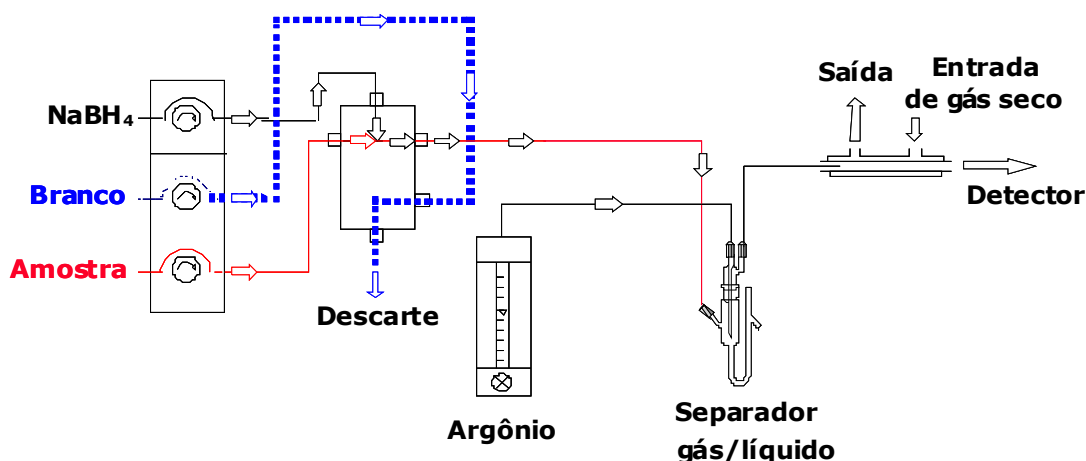 Saída
Entrada
de gás seco
NaBH4
Detector
Branco
Amostra
Descarte
Argônio
Separador
gás/líquido